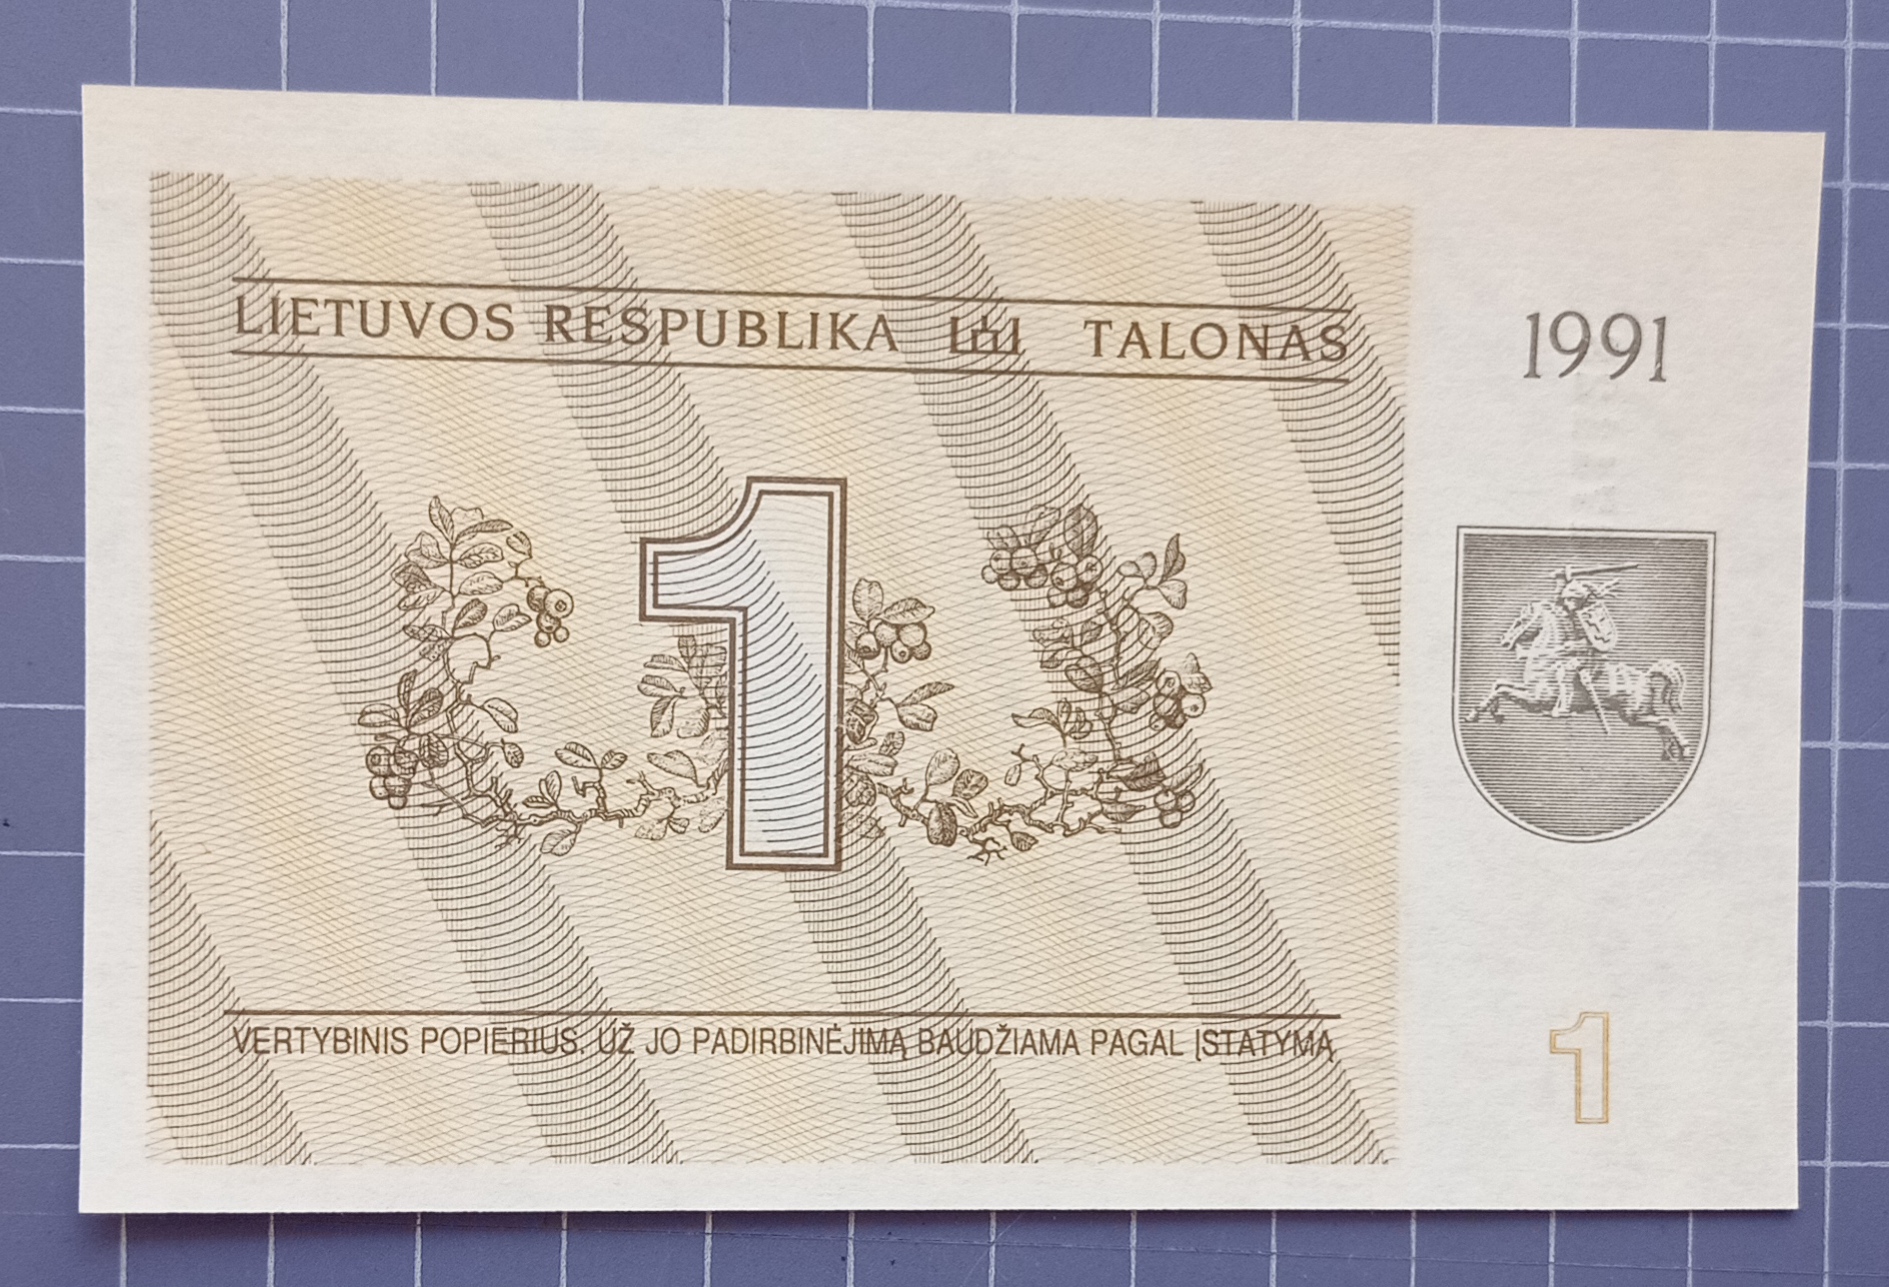 LIETUVOS RESPUBLIKA TALONAS
1991
1
VERTYBINIS POPIERIUS. UŽ JO PADIRBINĖJIMĄ BAUDŽIAMA PAGAL ĮSTATYMĄ
1